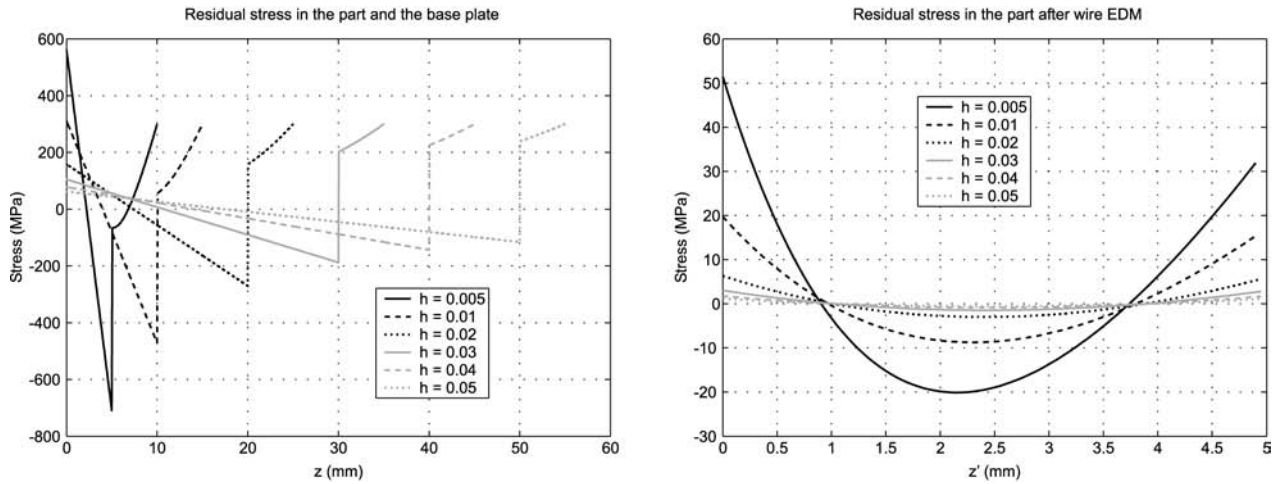 Residual stress in the part and the base plate
600
400
200
0
-200
-400
-600
-800
Stress (MPa)
0
10
20
30
40
50
60
z (mm)
h = 0.005
h = 0.01
h = 0.02
h = 0.03
h = 0.04
h = 0.05
Residual stress in the part after wire EDM
60
50
40
30
20
10
0
-10
-20
-30
Stress (MPa)
0
0.5
1
1.5
2
2.5
3
3.5
4
4.5
5
z' (mm)
h = 0.005
h = 0.01
h = 0.02
h = 0.03
h = 0.04
h = 0.05